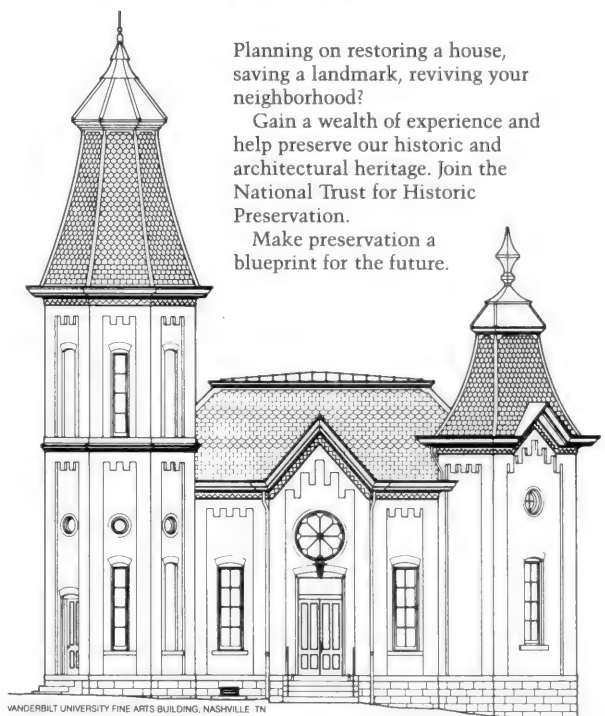 Planning on restoring a house,
saving a landmark, reviving your
neighborhood?
Gain a wealth of experience and
help preserve our historic and
architectural heritage. Join the
National Trust for Historic
Preservation.
Make preservation a
blueprint for the future.
VANDERBILT UNIVERSITY FINE ARTS BUILDING, NASHVILLE TN